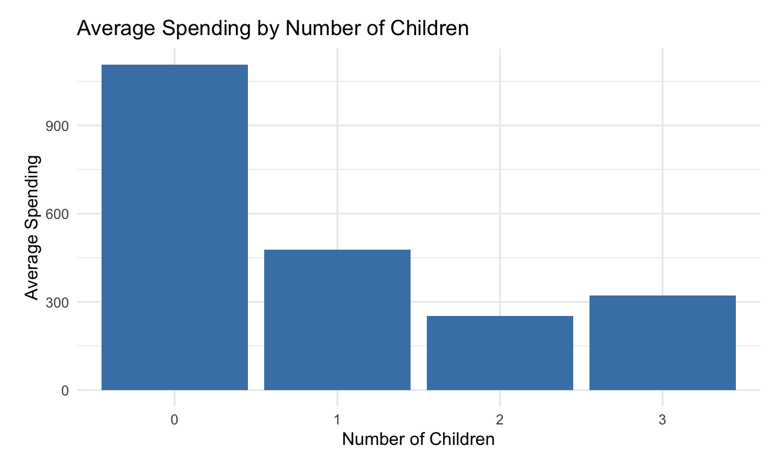 Average Spending by Number of Children
Average Spending
900
600
300
0
0 1 2 3
Number of Children